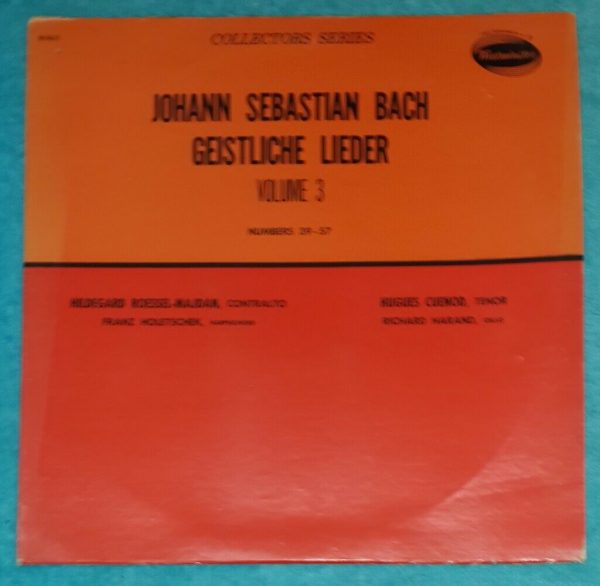 COLLECTORS SERIES
Westminster
JOHANN SEBASTIAN BACH
GEISTLICHE LIEDER
VOLUME 3
NUMBERS 29-57
HILDEGARD ROESSEL-MAJDAN, CONTRALTO
FRANZ HOLETSCHEK, HARPSICHORD
HUGUES CUENOD, TENOR
RICHARD HARAND, CELLO